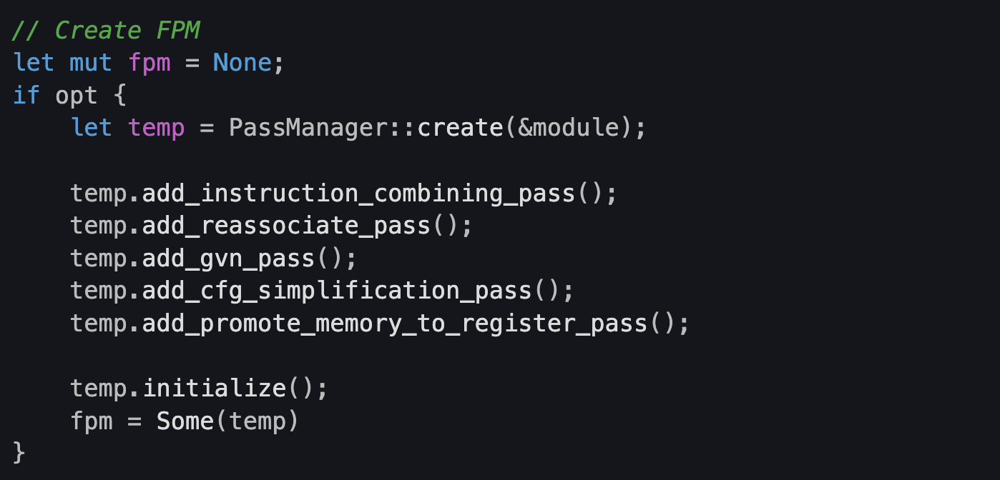 // Create FPM
let mut fpm = None;
if opt {
    let temp = PassManager::create(&module);

    temp.add_instruction_combining_pass();
    temp.add_reassociate_pass();
    temp.add_gvn_pass();
    temp.add_cfg_simplification_pass();
    temp.add_promote_memory_to_register_pass();

    temp.initialize();
    fpm = Some(temp)
}